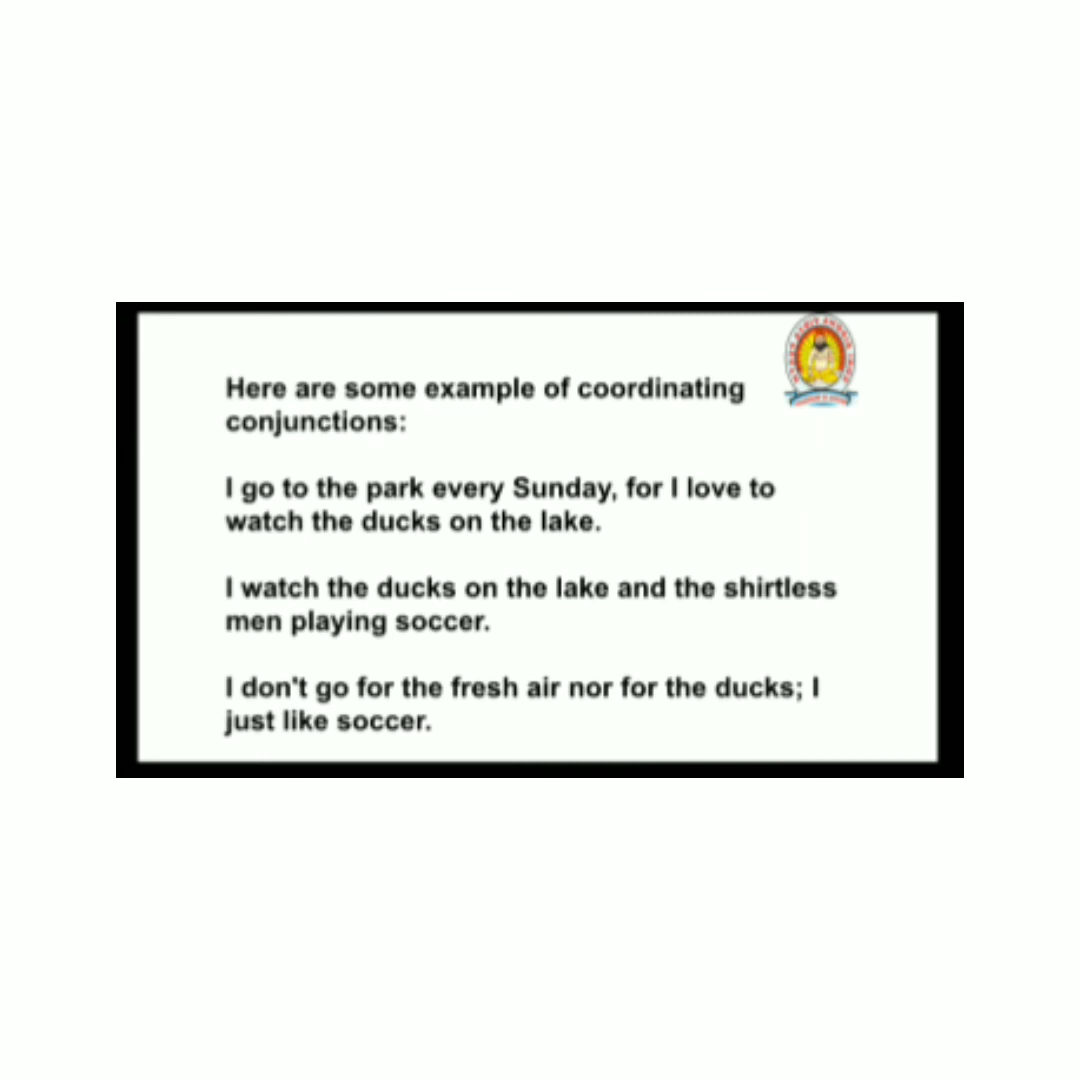 Here are some example of coordinating
conjunctions:
I go to the park every Sunday, for I love to
watch the ducks on the lake.
I watch the ducks on the lake and the shirtless
men playing soccer.
I don't go for the fresh air nor for the ducks; I
just like soccer.